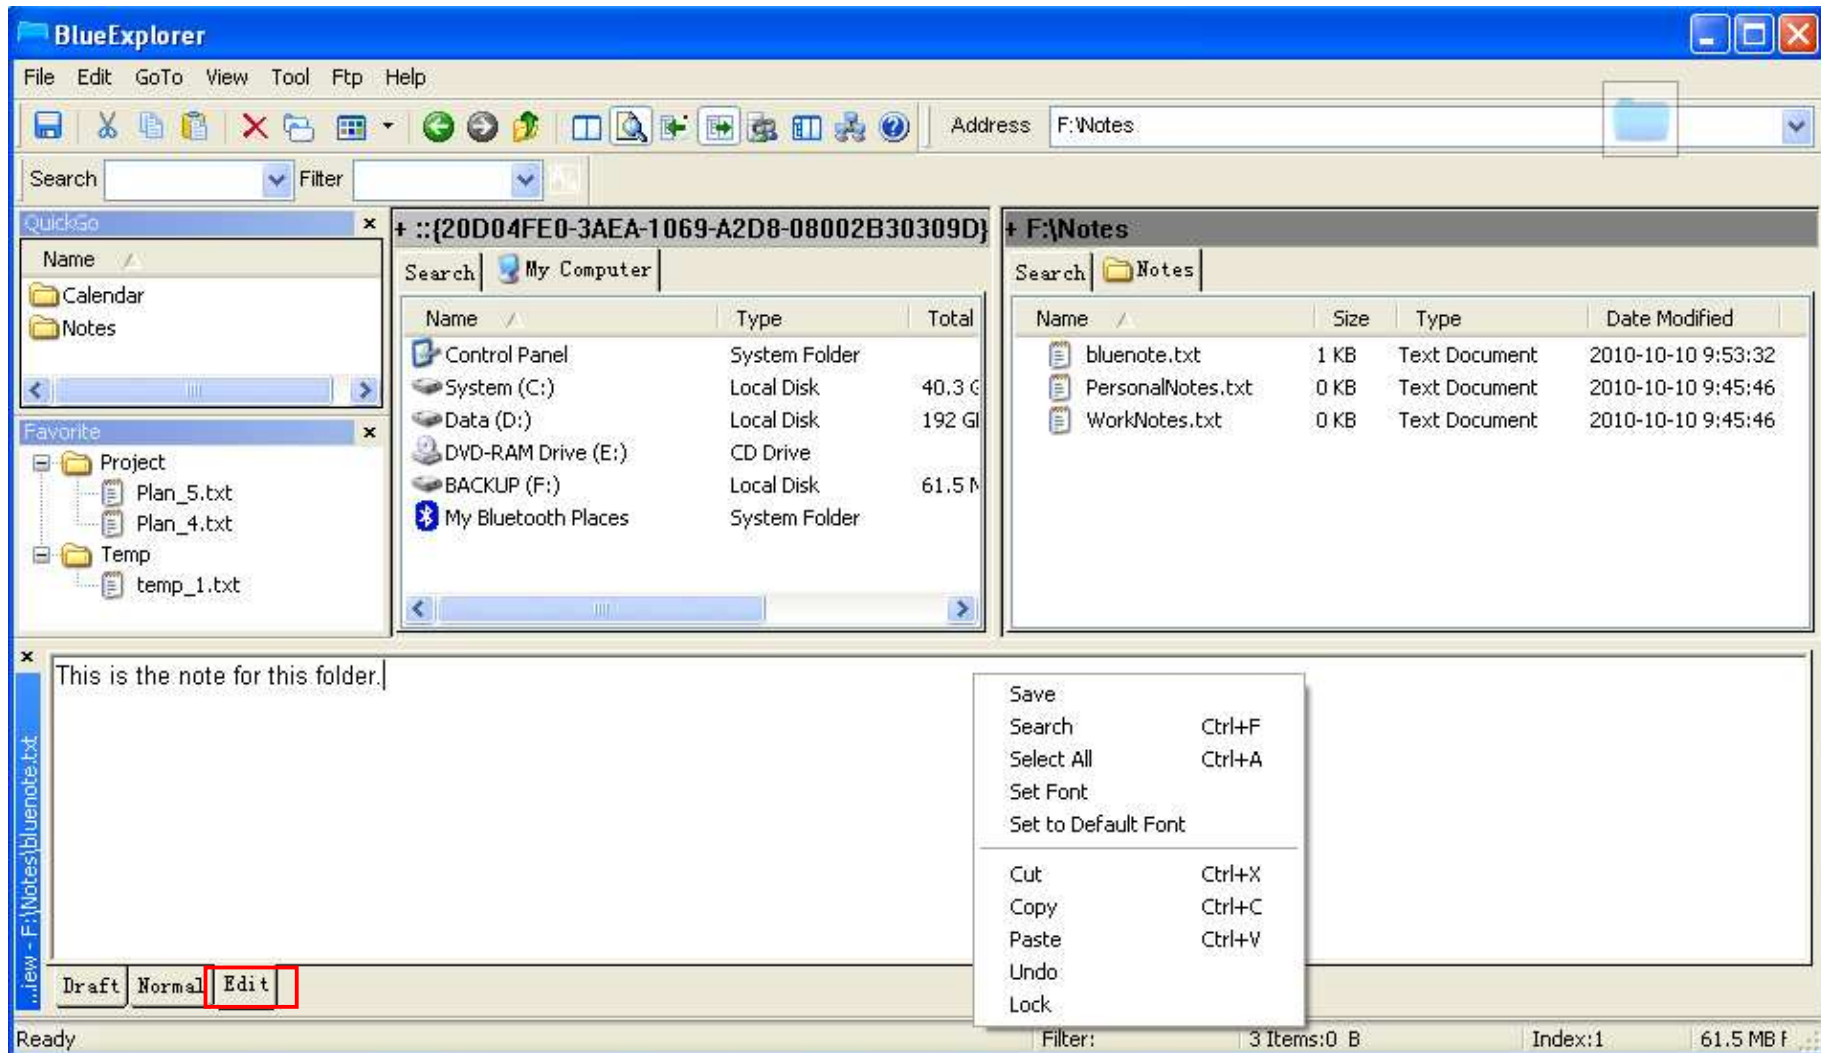 BlueExplorer
File Edit GoTo View Tool Ftp Help
Address F:\Notes
Search Filter
QuickGo
Name
Calendar
Notes
Favorite
Project
Plan_5.txt
Plan_4.txt
Temp
temp_1.txt
+ ::{20D04FE0-3AEA-1069-A2D8-08002B30309D}
Search My Computer
Name Type Total
Control Panel System Folder
System (C:) Local Disk 40.3 G
Data (D:) Local Disk 192 GI
DVD-RAM Drive (E:) CD Drive
BACKUP (F:) Local Disk 61.5 M
My Bluetooth Places System Folder
+ F:\Notes
Search Notes
Name Size Type Date Modified
bluenote.txt 1 KB Text Document 2010-10-10 9:53:32
PersonalNotes.txt 0 KB Text Document 2010-10-10 9:45:46
WorkNotes.txt 0 KB Text Document 2010-10-10 9:45:46
...iew - F:\Notes\bluenote.txt
This is the note for this folder.
Save
Search Ctrl+F
Select All Ctrl+A
Set Font
Set to Default Font
Cut Ctrl+X
Copy Ctrl+C
Paste Ctrl+V
Undo
Lock
Draft Normal Edit
Ready Filter: 3 Items:0 B Index:1 61.5 MB F